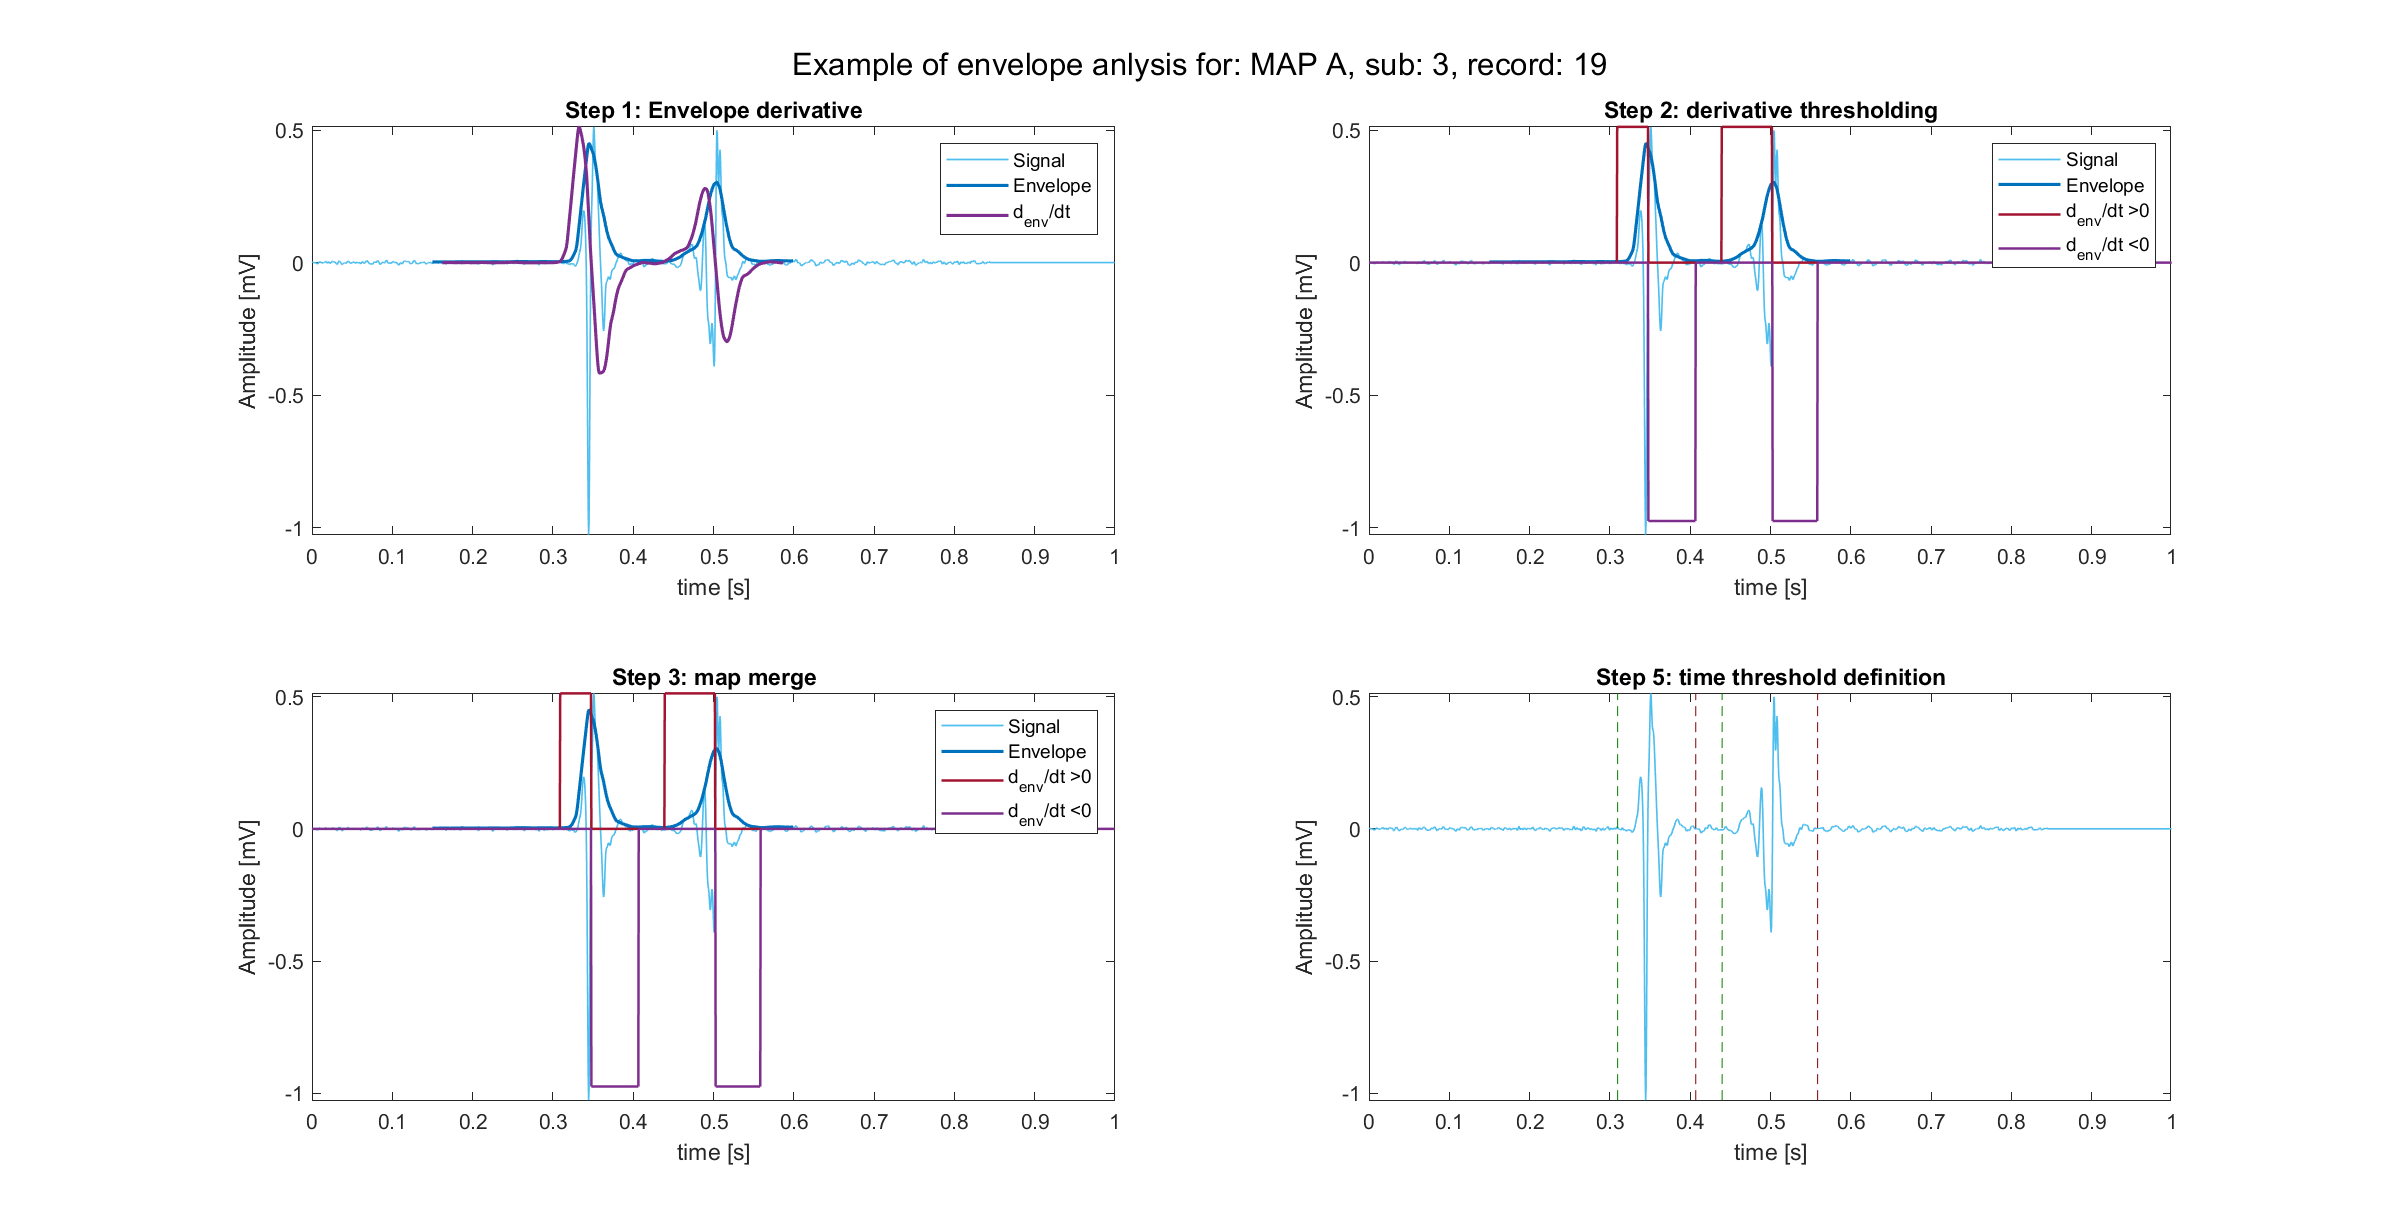 Example of envelope anlysis for: MAP A, sub: 3, record: 19
Step 1: Envelope derivative
0.5
0
-0.5
-1
Amplitude [mV]
0 0.1 0.2 0.3 0.4 0.5 0.6 0.7 0.8 0.9 1
time [s]
Signal
Envelope
d_env/dt
Step 2: derivative thresholding
0.5
0
-0.5
-1
Amplitude [mV]
0 0.1 0.2 0.3 0.4 0.5 0.6 0.7 0.8 0.9 1
time [s]
Signal
Envelope
d_env/dt >0
d_env/dt <0
Step 3: map merge
0.5
0
-0.5
-1
Amplitude [mV]
0 0.1 0.2 0.3 0.4 0.5 0.6 0.7 0.8 0.9 1
time [s]
Signal
Envelope
d_env/dt >0
d_env/dt <0
Step 5: time threshold definition
0.5
0
-0.5
-1
Amplitude [mV]
0 0.1 0.2 0.3 0.4 0.5 0.6 0.7 0.8 0.9 1
time [s]